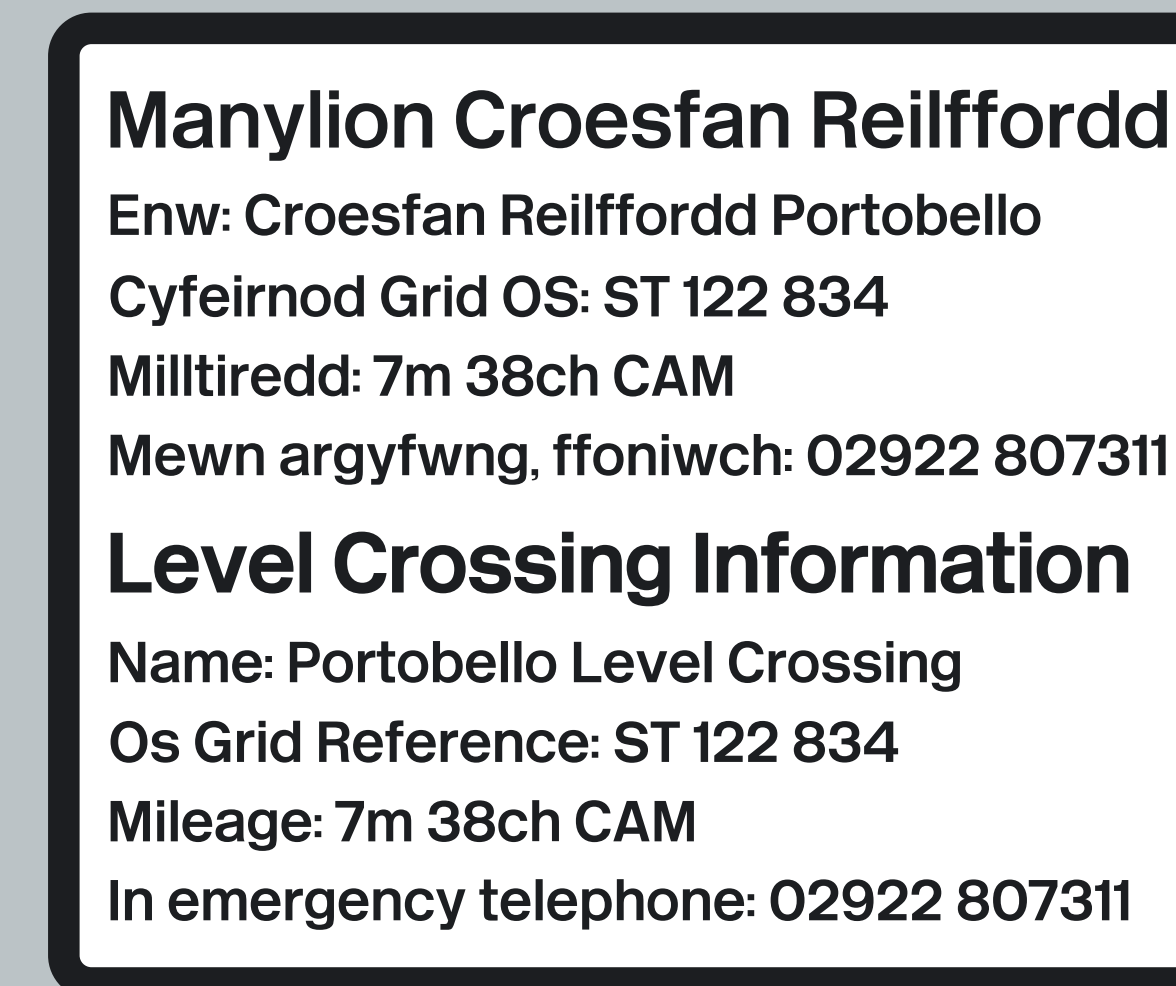 Manylion Croesfan Reilffordd
Enw: Croesfan Reilffordd Portobello
Cyfeirnod Grid OS: ST 122 834
Milltiredd: 7m 38ch CAM
Mewn argyfwng, ffoniwch: 02922 807311
Level Crossing Information
Name: Portobello Level Crossing
Os Grid Reference: ST 122 834
Mileage: 7m 38ch CAM
In emergency telephone: 02922 807311